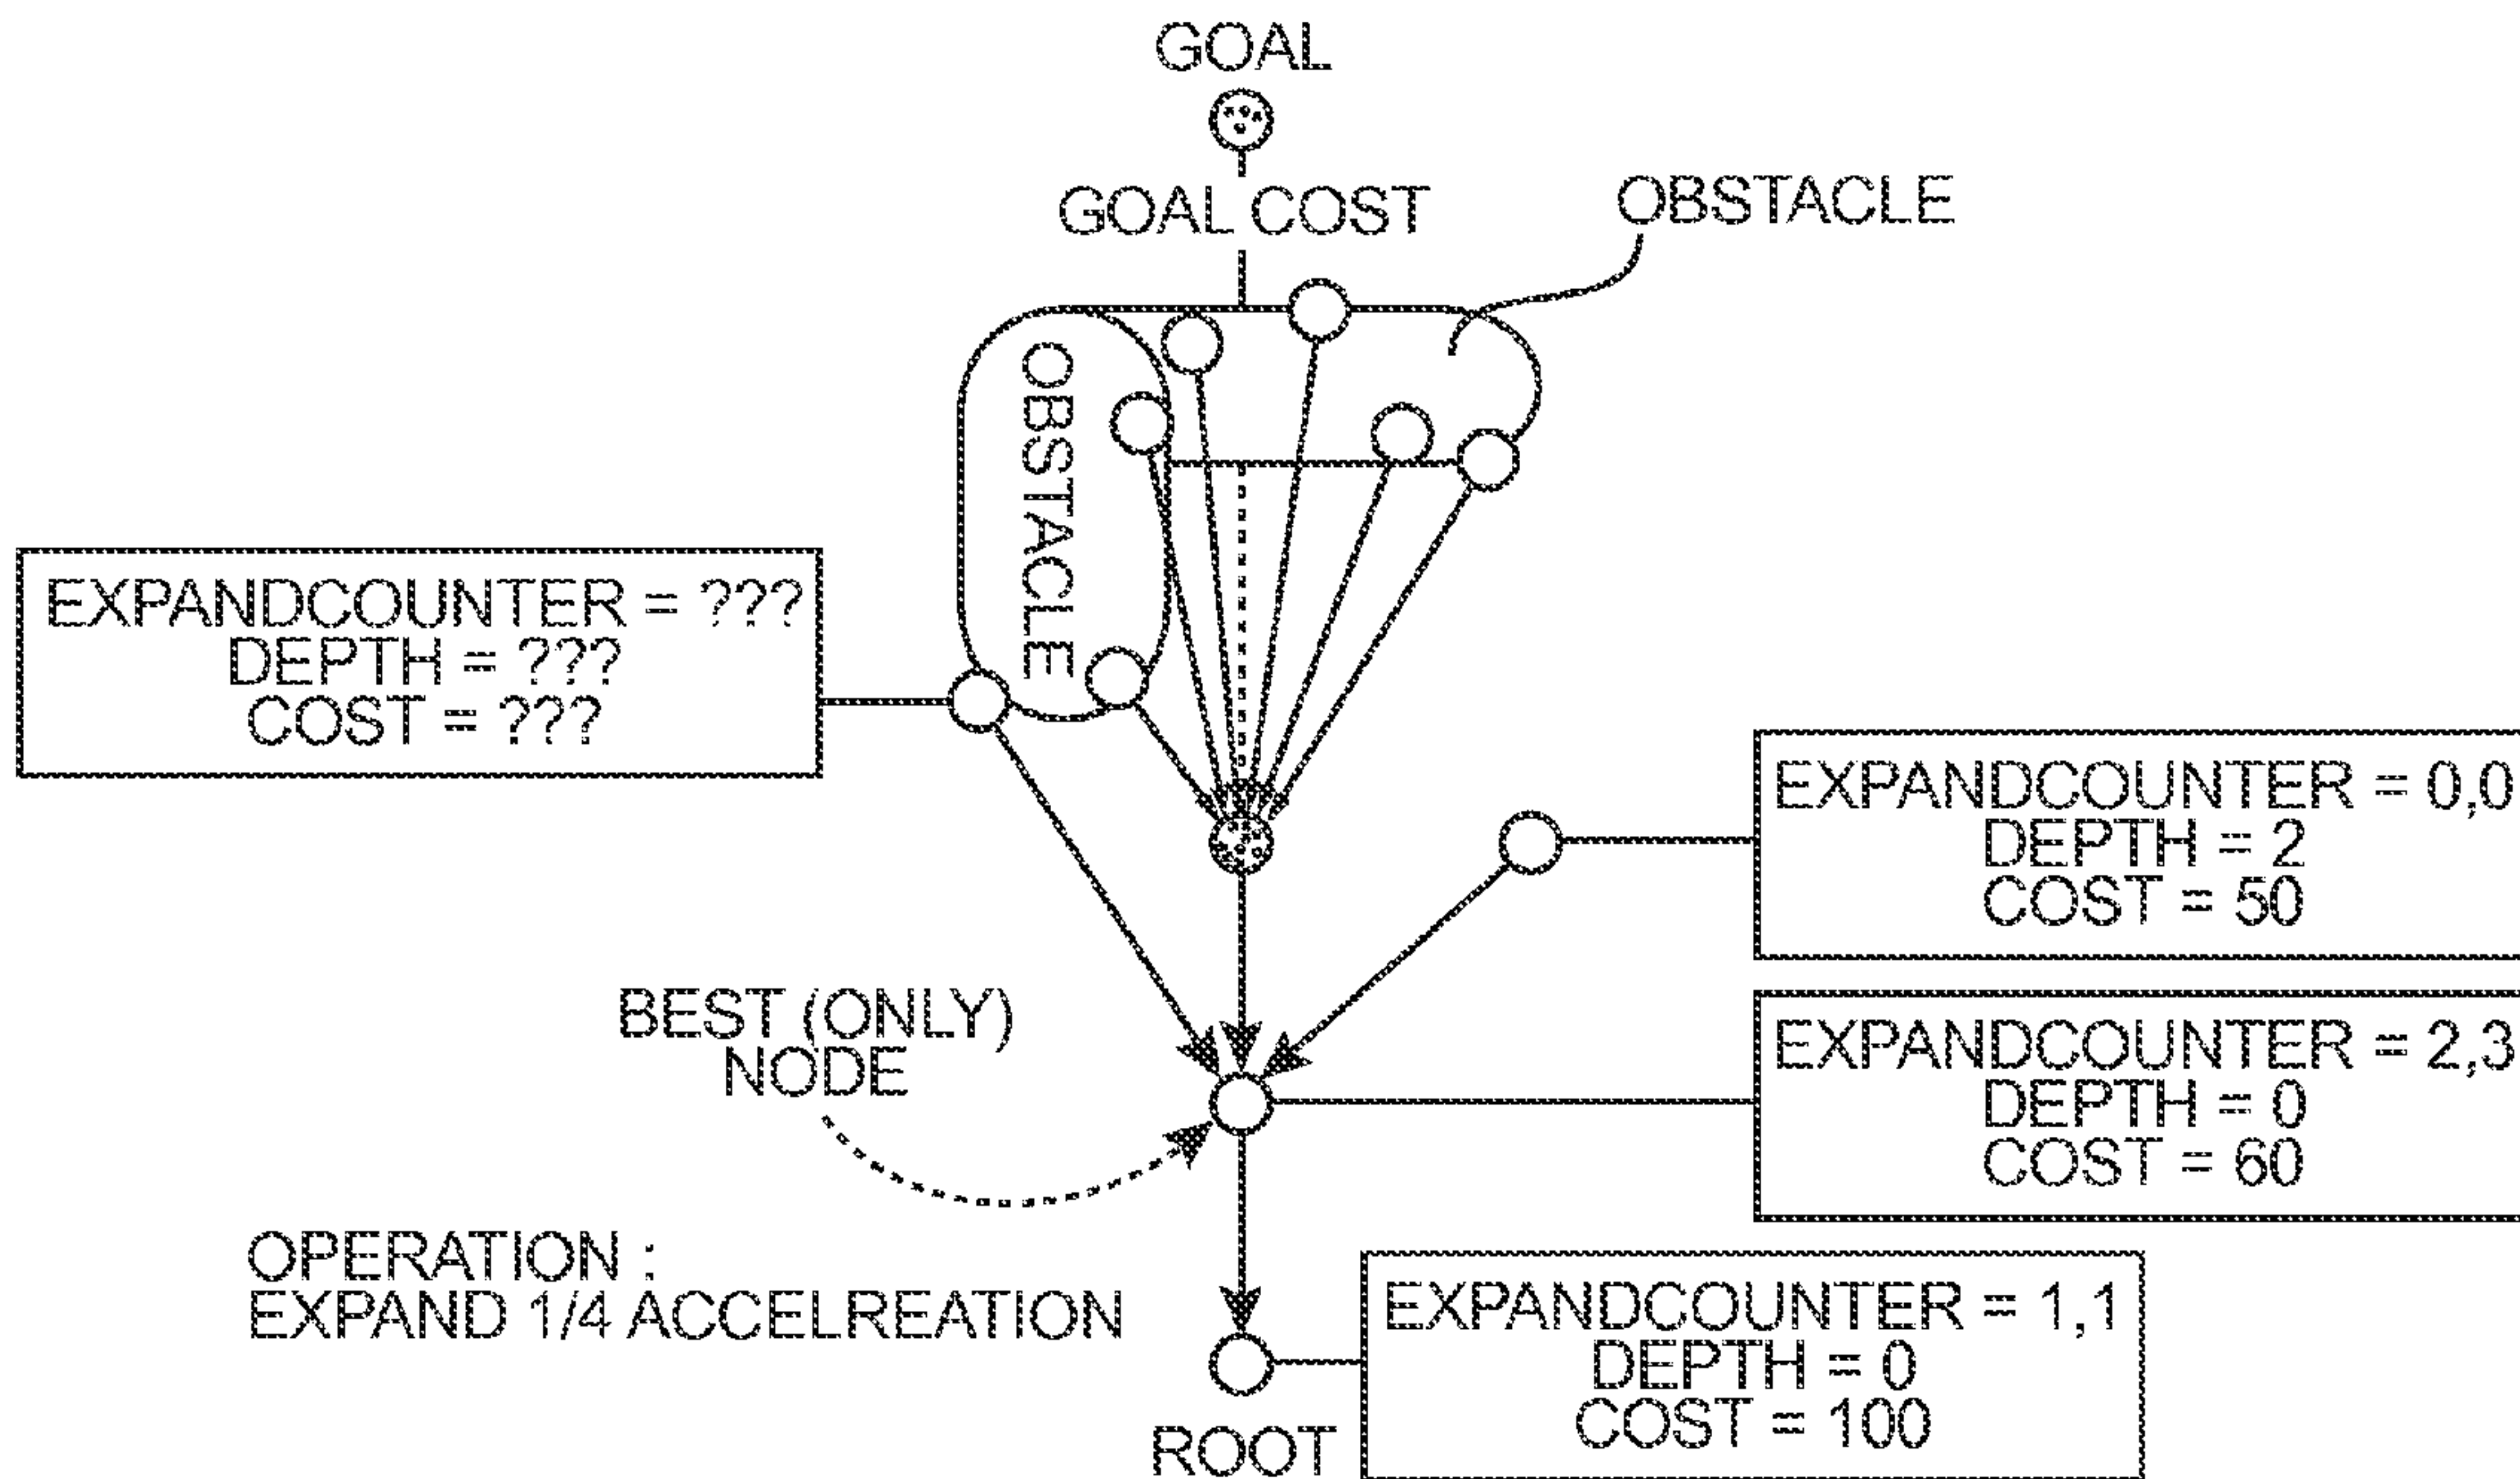 GOAL
GOAL COST
OBSTACLE
OBSTACLE
EXPANDCOUNTER = ???
DEPTH = ???
COST = ???
EXPANDCOUNTER = 0,0
DEPTH = 2
COST = 50
BEST (ONLY)
NODE
EXPANDCOUNTER = 2,3
DEPTH = 0
COST = 60
OPERATION :
EXPAND 1/4 ACCELREATION
EXPANDCOUNTER = 1,1
DEPTH = 0
COST = 100
ROOT